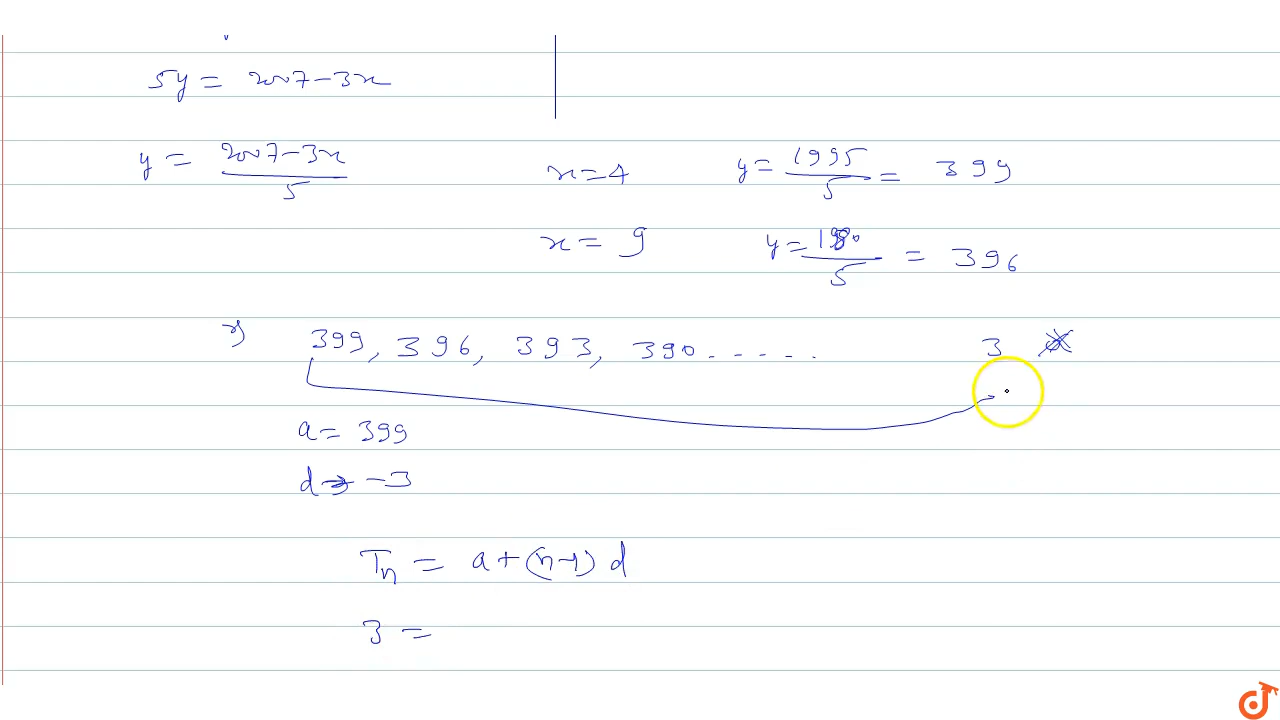 5y = 2007-3x
y = 2007-3x / 5
x=4 y= 1995/5 = 399
x = 9 y= 1980/5 = 396
y) 399, 396, 393, 390 . - - - . . 3
a= 399
d → -3
Tn = a+(n-1) d
3 =